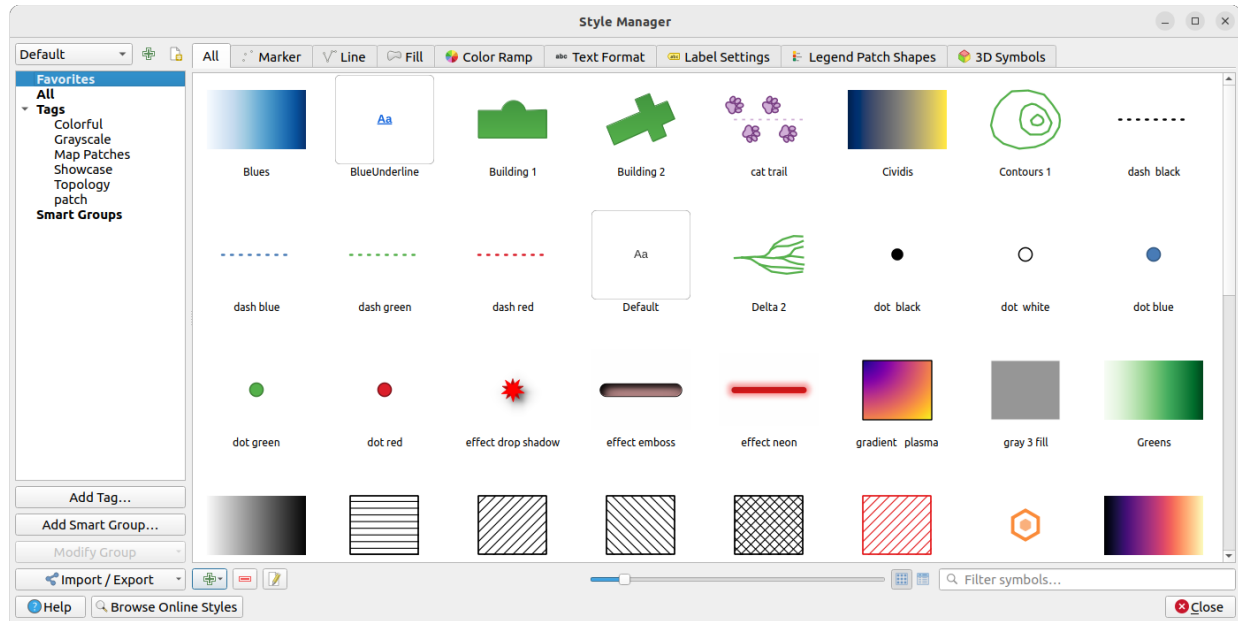 Style Manager
Default
All
Marker
Line
Fill
Color Ramp
abc Text Format
abc Label Settings
Legend Patch Shapes
3D Symbols
Favorites
All
Tags
Colorful
Grayscale
Map Patches
Showcase
Topology
patch
Smart Groups
Aa
Blues
BlueUnderline
Building 1
Building 2
cat trail
Cividis
Contours 1
dash  black
Aa
dash blue
dash green
dash red
Default
Delta 2
dot  black
dot  white
dot blue
dot green
dot red
effect drop shadow
effect emboss
effect neon
gradient  plasma
gray 3 fill
Greens
Add Tag...
Add Smart Group...
Modify Group
Import / Export
Filter symbols...
? Help
Browse Online Styles
Close